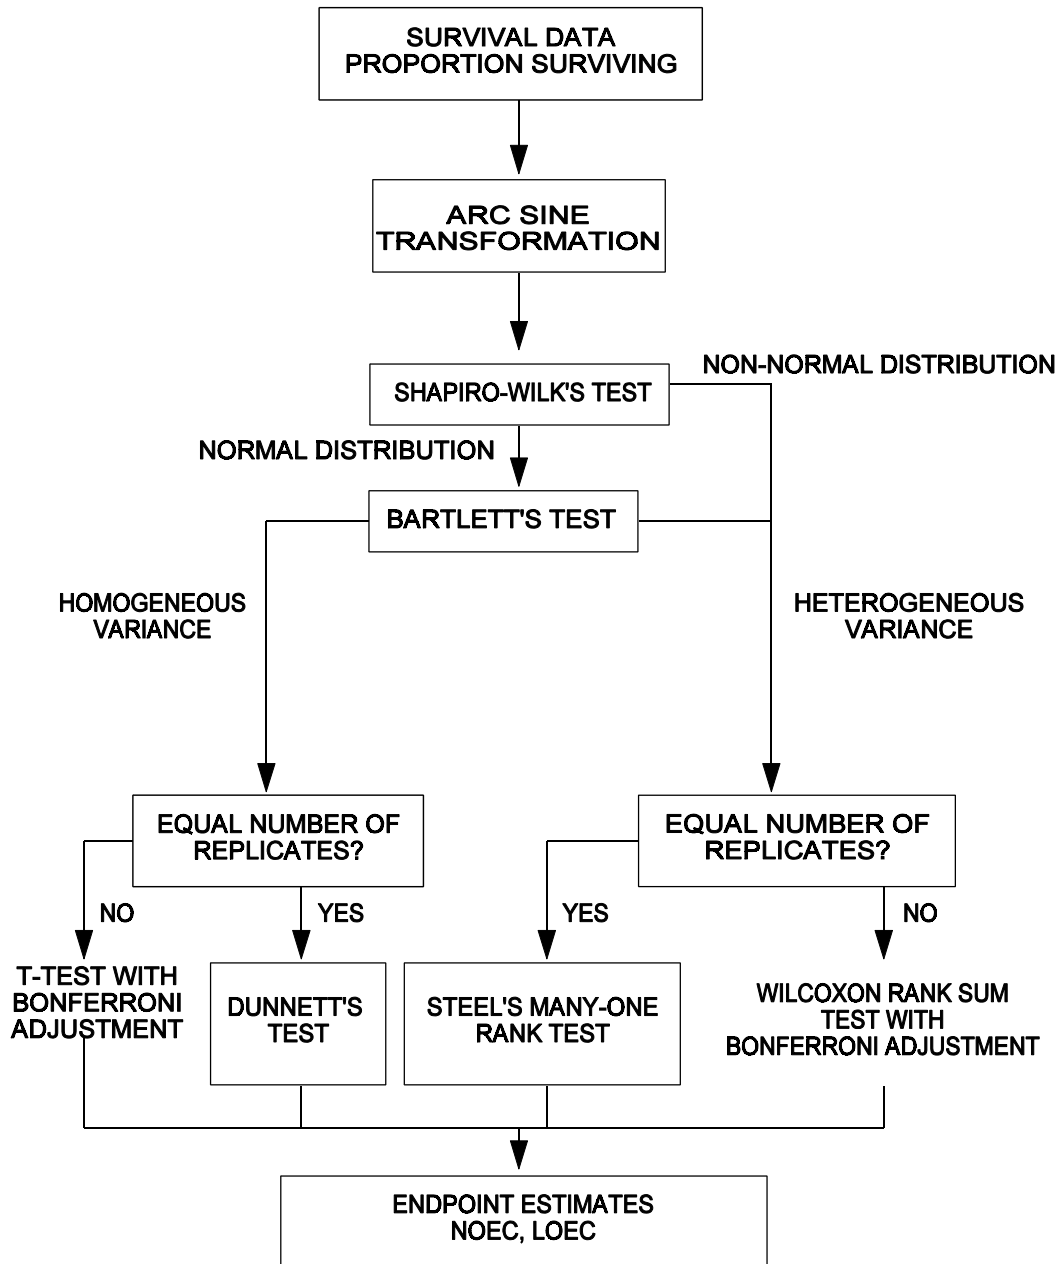 SURVIVAL DATA
PROPORTION SURVIVING
ARC SINE
TRANSFORMATION
NON-NORMAL DISTRIBUTION
SHAPIRO-WILK'S TEST
NORMAL DISTRIBUTION
BARTLETT'S TEST
HOMOGENEOUS
VARIANCE
HETEROGENEOUS
VARIANCE
EQUAL NUMBER OF
REPLICATES?
EQUAL NUMBER OF
REPLICATES?
NO
YES
YES
NO
T-TEST WITH
BONFERRONI
ADJUSTMENT
DUNNETT'S
TEST
STEEL'S MANY-ONE
RANK TEST
WILCOXON RANK SUM
TEST WITH
BONFERRONI ADJUSTMENT
ENDPOINT ESTIMATES
NOEC, LOEC